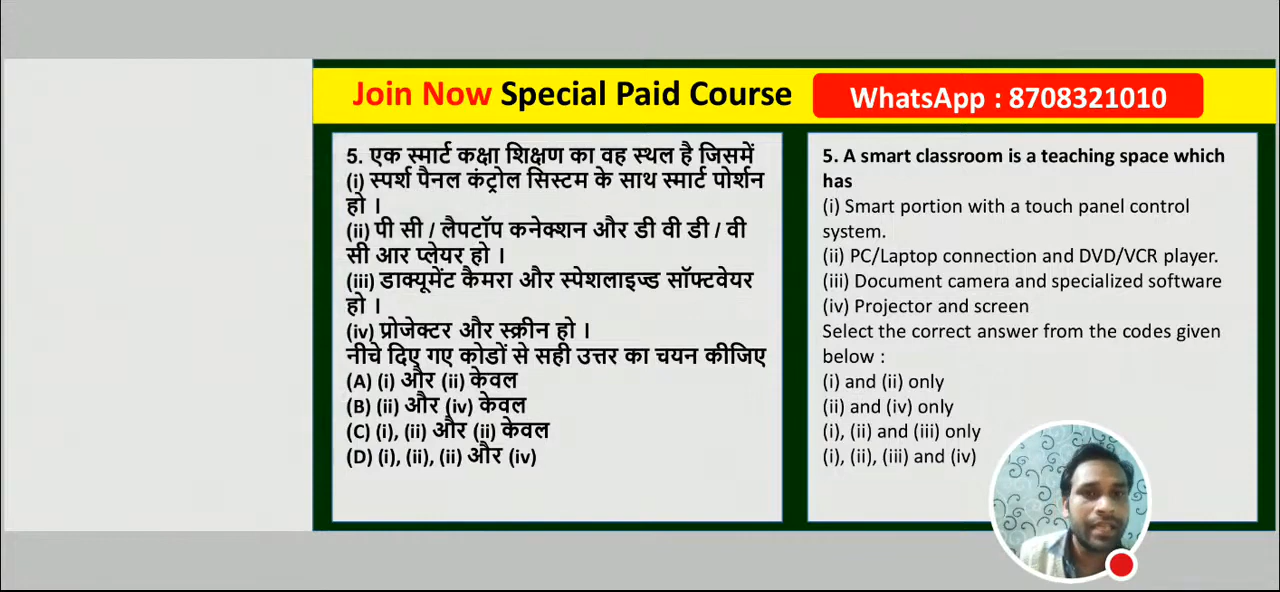 Join Now Special Paid Course
WhatsApp : 8708321010
5. एक स्मार्ट कक्षा शिक्षण का वह स्थल है जिसमें
(i) स्पर्श पैनल कंट्रोल सिस्टम के साथ स्मार्ट पोर्शन
हो ।
(ii) पी सी / लैपटॉप कनेक्शन और डी वी डी / वी
सी आर प्लेयर हो ।
(iii) डाक्यूमेंट कैमरा और स्पेशलाइज्ड सॉफ्टवेयर
हो ।
(iv) प्रोजेक्टर और स्क्रीन हो ।
नीचे दिए गए कोडों से सही उत्तर का चयन कीजिए
(A) (i) और (ii) केवल
(B) (ii) और (iv) केवल
(C) (i), (ii) और (ii) केवल
(D) (i), (ii), (ii) और (iv)
5. A smart classroom is a teaching space which
has
(i) Smart portion with a touch panel control
system.
(ii) PC/Laptop connection and DVD/VCR player.
(iii) Document camera and specialized software
(iv) Projector and screen
Select the correct answer from the codes given
below :
(i) and (ii) only
(ii) and (iv) only
(i), (ii) and (iii) only
(i), (ii), (iii) and (iv)